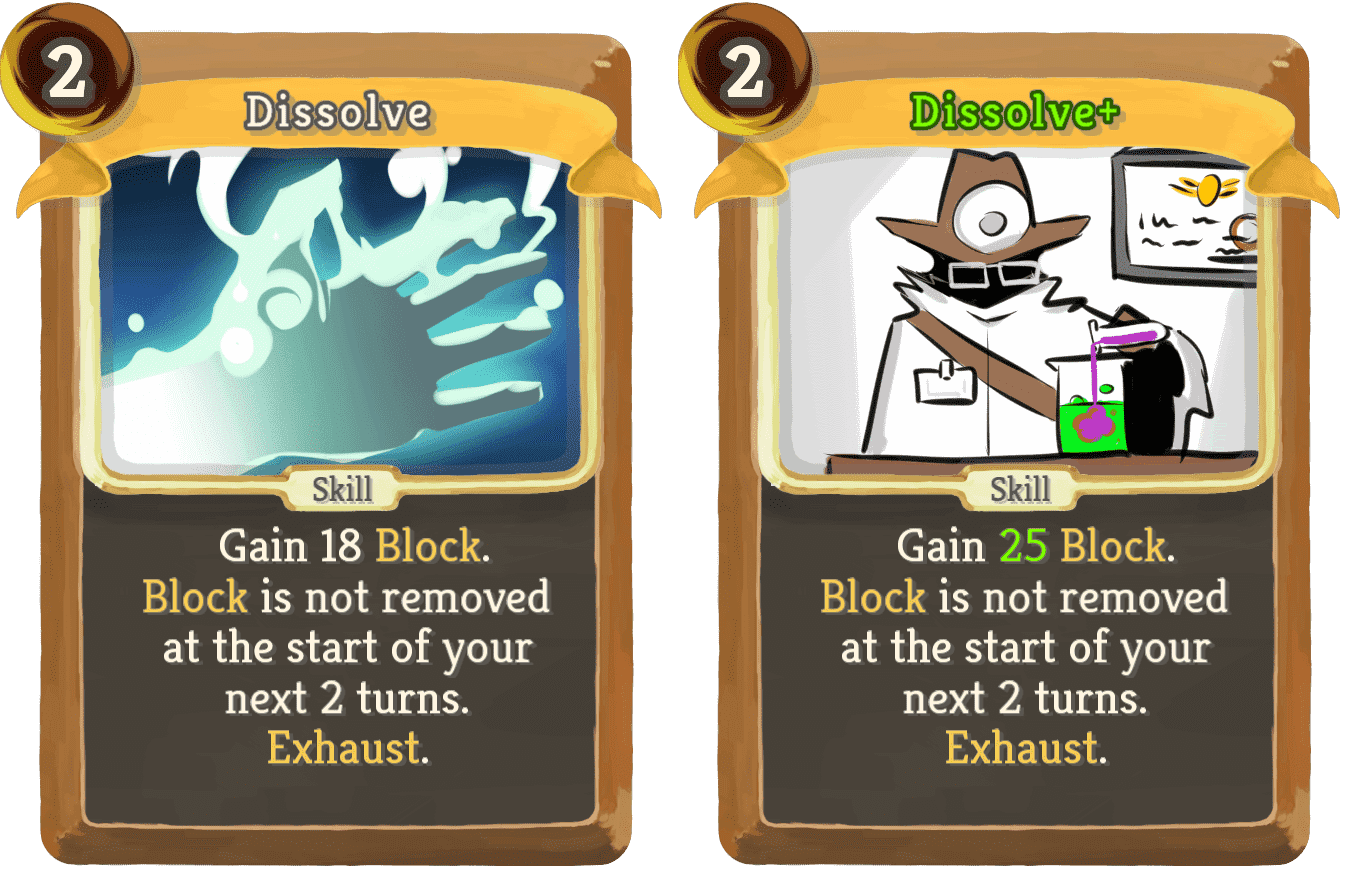 2
Dissolve
Skill
Gain 18 Block.
Block is not removed
at the start of your
next 2 turns.
Exhaust.
2
Dissolve+
Skill
Gain 25 Block.
Block is not removed
at the start of your
next 2 turns.
Exhaust.